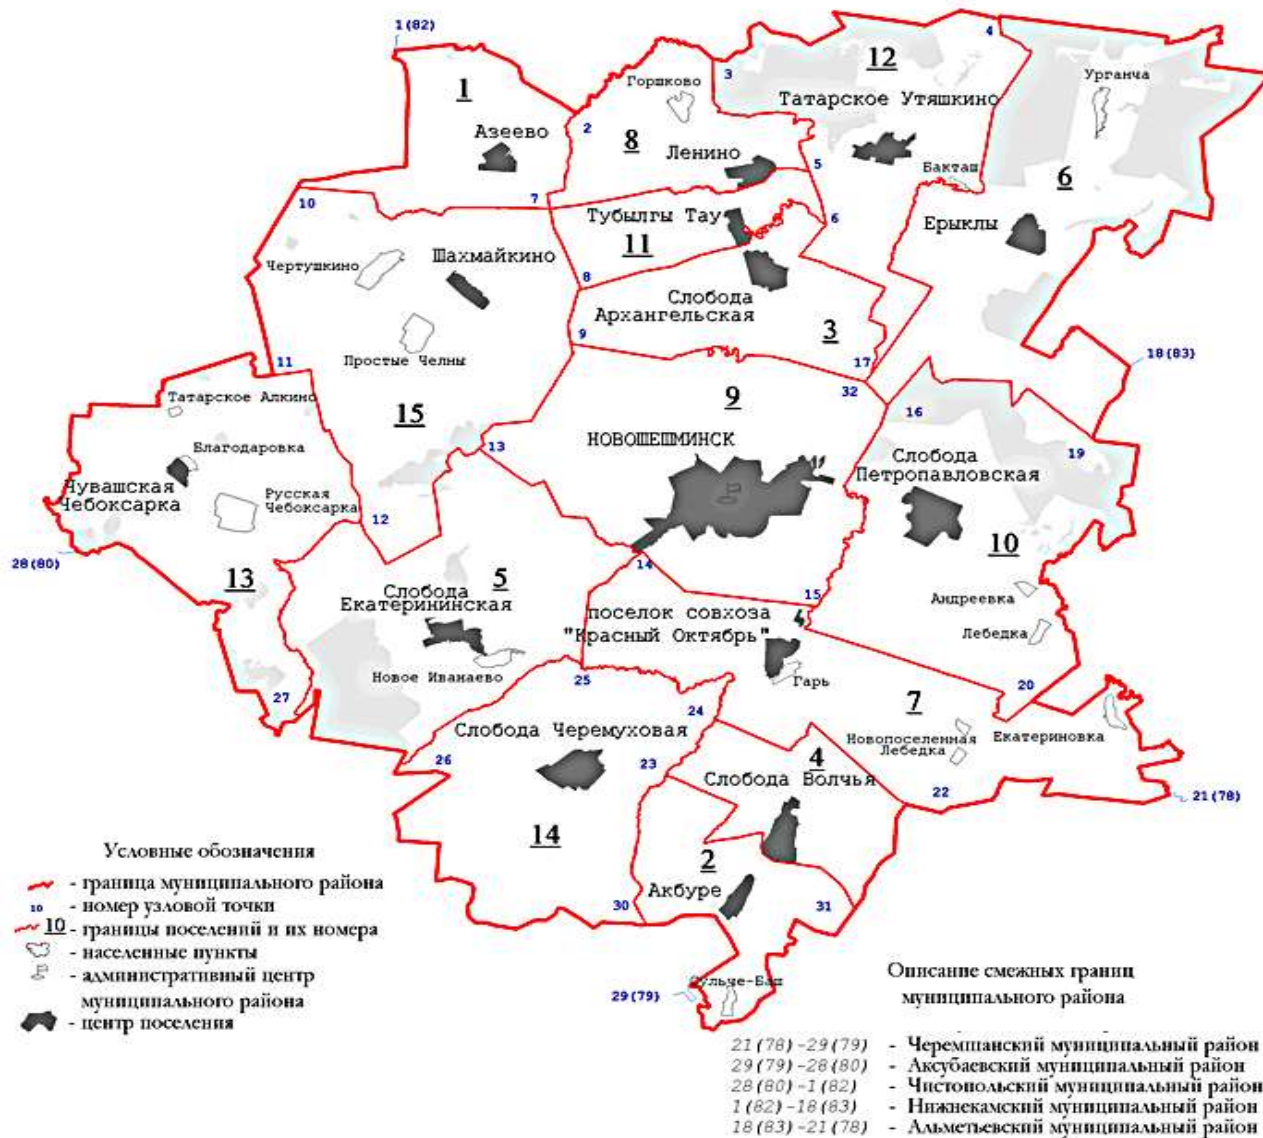 1(82)
4
12
3
Урганча
Горшково
1
Татарское Утяшкино
Азеево
2
8
Ленино
5
Бакташ
6
10
7
Тубылгы Тау
6
Ерыклы
11
Чертушкино
Шахмайкино
8
Слобода
Архангельская
3
9
Простые Челны
17
18(83)
11
32
Татарское Алкино
15
9
16
13
НОВОШЕШМИНСК
19
Благодаровка
Слобода
Петропавловская
Чувашская
Чебоксарка
Русская
Чебоксарка
12
28(80)
14
10
13
5
Слобода
Екатерининская
15
поселок совхоза
"Красный Октябрь"
Андреевка
Лебедка
Новое Иванаево
Гарь
27
25
20
24
7
Слобода Черемуховая
Новопоселенная
Лебедка
Екатериновка
26
23
4
Слобода Волчья
22
21(78)
14
2
Акбуре
30
31
29(79)
Условные обозначения
- граница муниципального района
10 - номер узловой точки
10 - границы поселений и их номера
- населенные пункты
- административный центр
муниципального района
- центр поселения
Описание смежных границ
муниципального района
21(78)-29(79) - Черемшанский муниципальный район
29(79)-28(80) - Аксубаевский муниципальный район
28(80)-1(82) - Чистопольский муниципальный район
1(82)-18(83) - Нижнекамский муниципальный район
18(83)-21(78) - Альметьевский муниципальный район